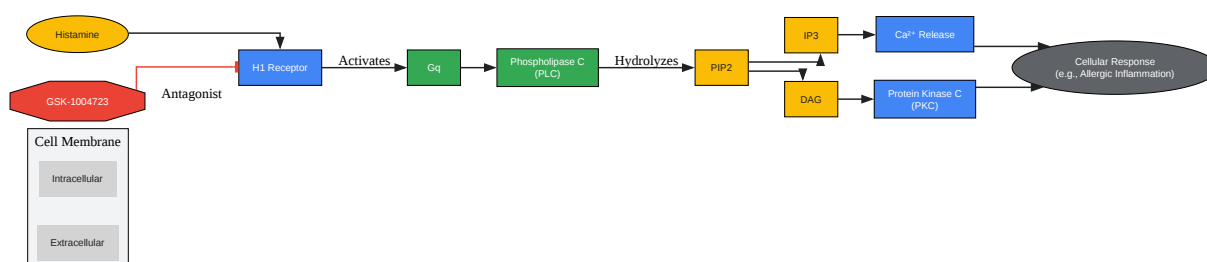 Histamine
GSK-1004723
Antagonist
H1 Receptor
Activates
Gq
Phospholipase C
(PLC)
Hydrolyzes
PIP2
IP3
DAG
Ca²⁺ Release
Protein Kinase C
(PKC)
Cellular Response
(e.g., Allergic Inflammation)
Cell Membrane
Intracellular
Extracellular